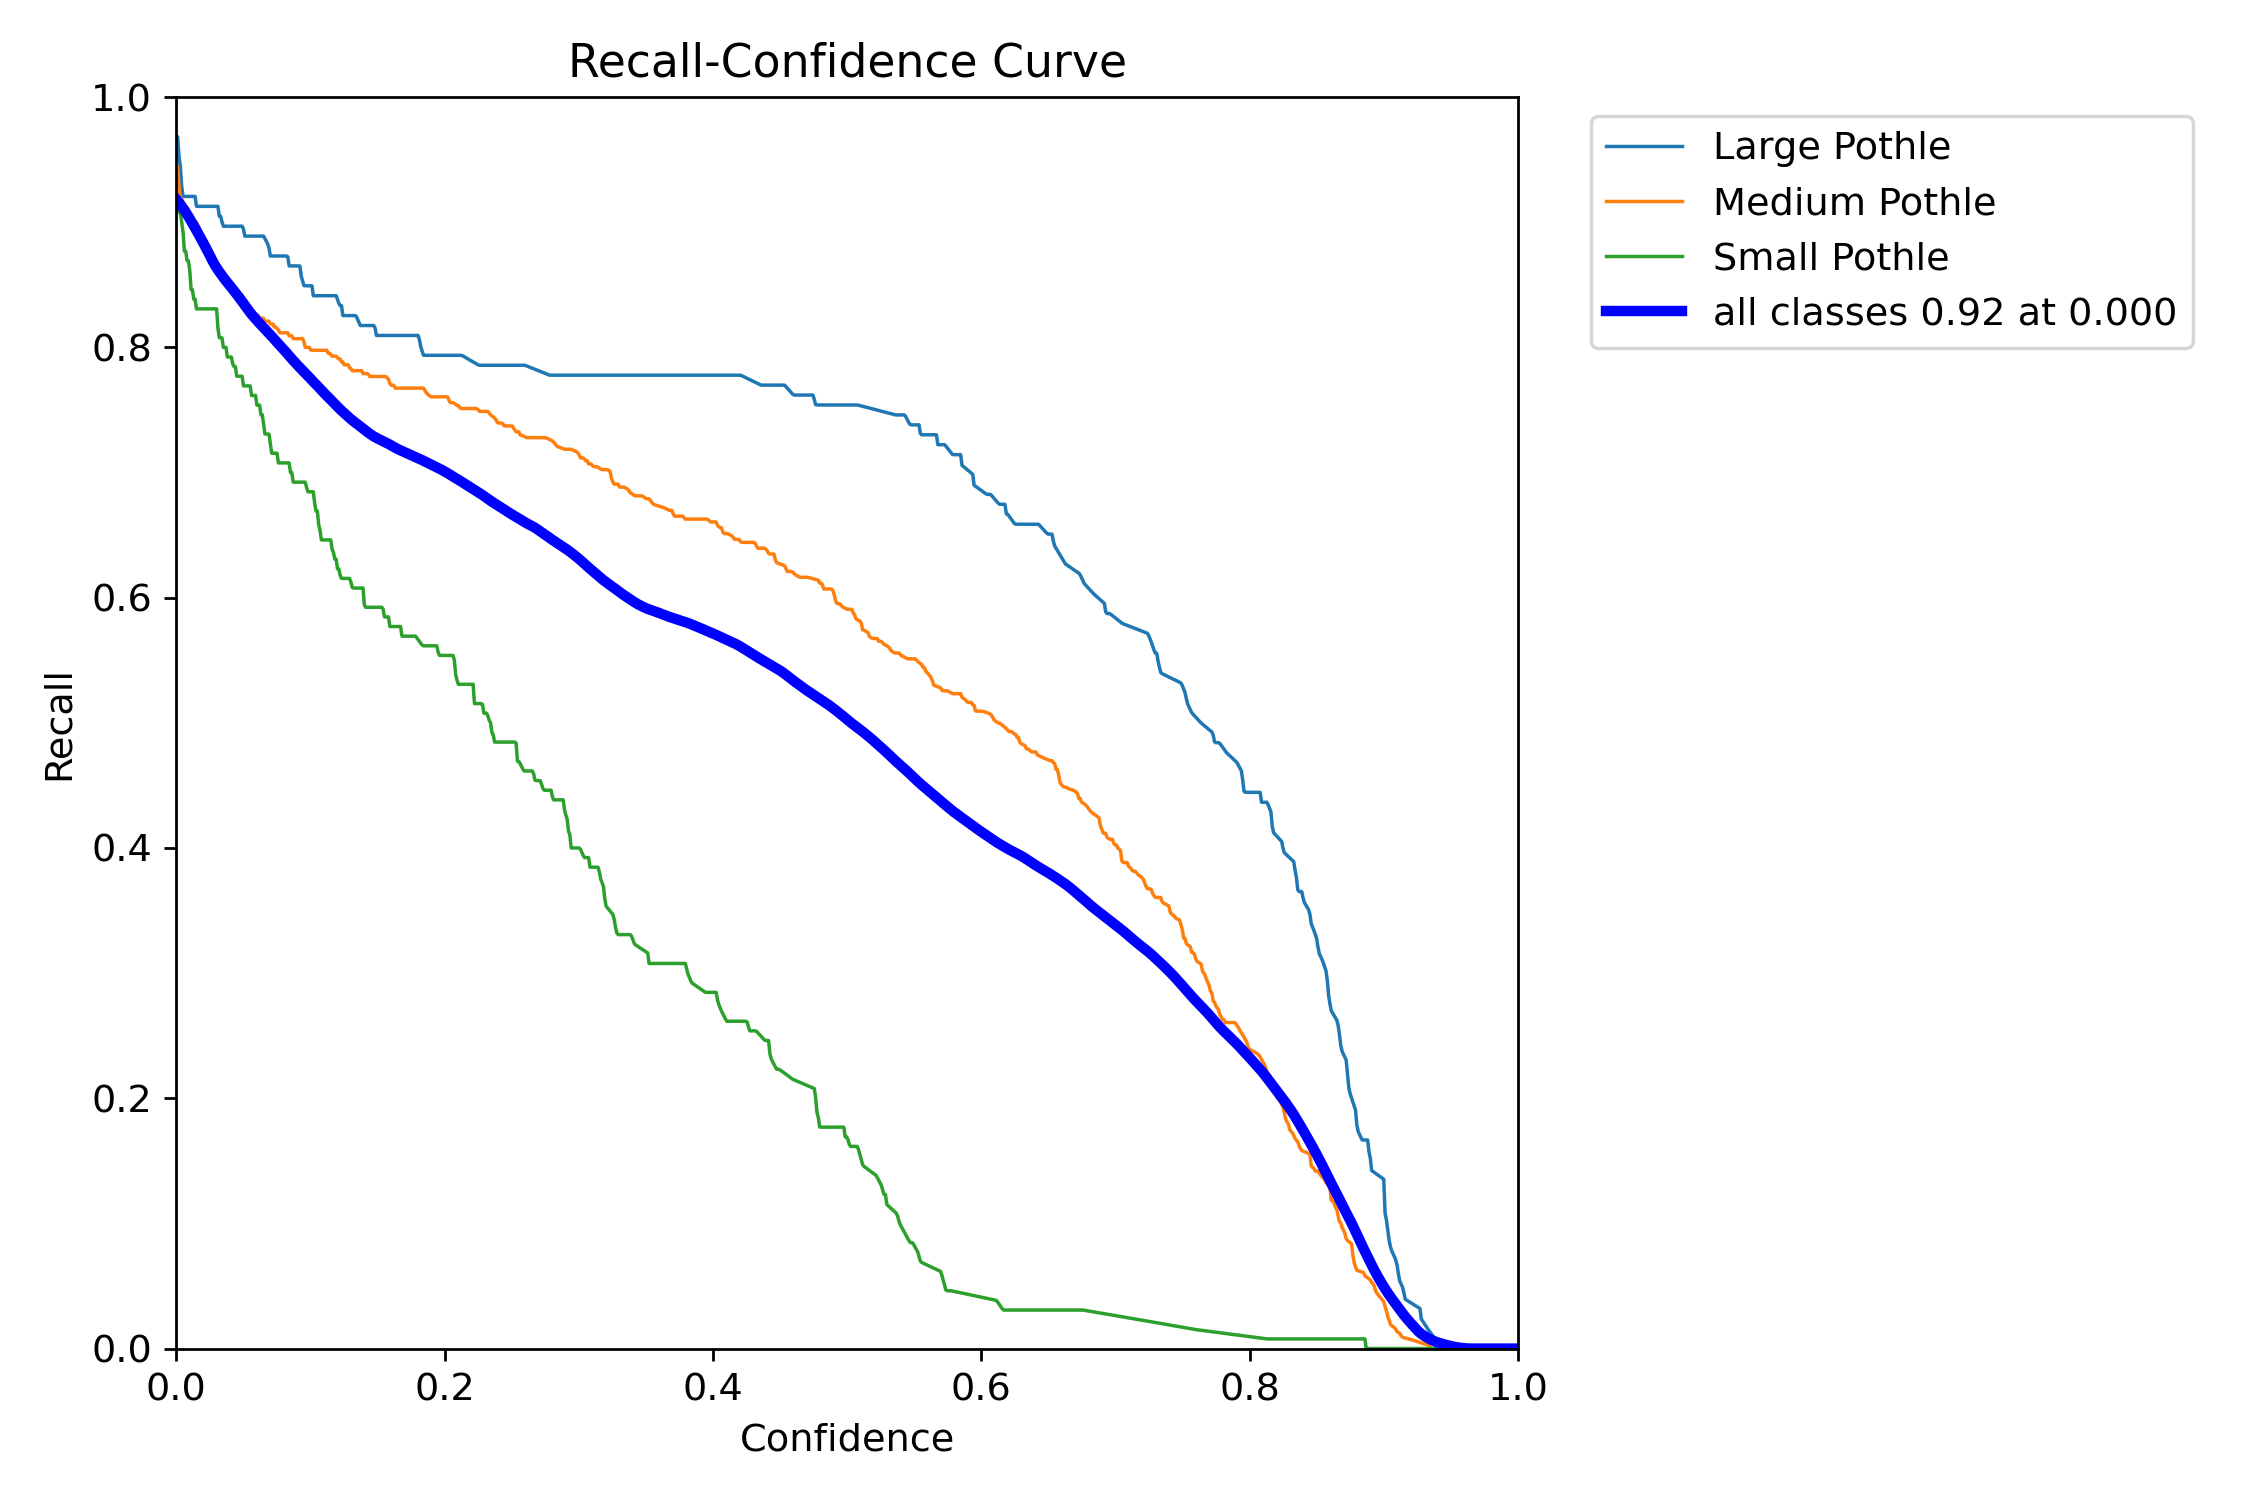 Recall-Confidence Curve
1.0
0.8
0.6
0.4
0.2
0.0
Recall
0.0 0.2 0.4 0.6 0.8 1.0
Confidence
Large Pothle
Medium Pothle
Small Pothle
all classes 0.92 at 0.000